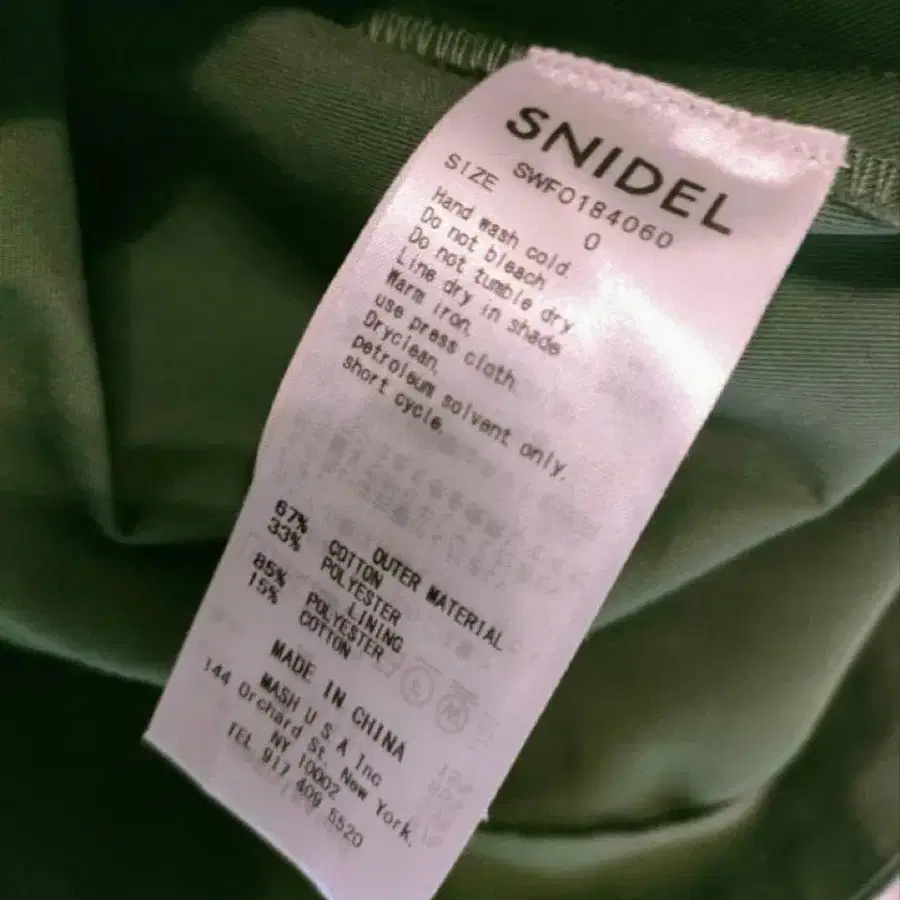 SNIDEL
SWFO184060
SIZE 0
Hand wash cold.
Do not bleach
Do not tumble dry
Line dry in shade
Warm iron,
use press cloth
Dryclean,
petroleum solvent only,
short cycle.
OUTER MATERIAL
67% COTTON
33% POLYESTER
LINING
85% POLYESTER
15% COTTON
MADE IN CHINA
MASH U S A Inc
144 Orchard St. New York,
NY 10002
TEL 917 409 5520